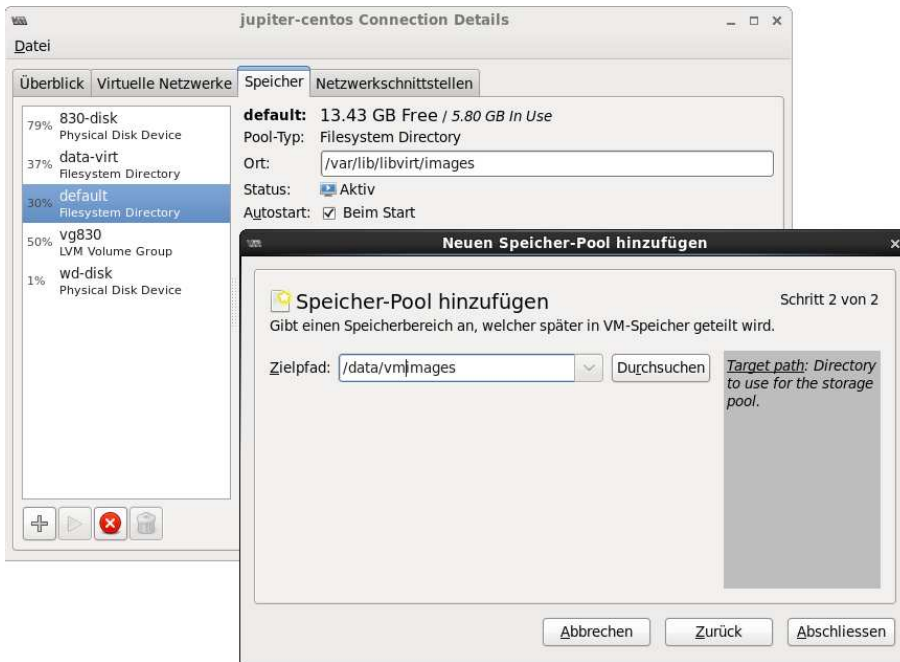 jupiter-centos Connection Details
Datei
Überblick Virtuelle Netzwerke Speicher Netzwerkschnittstellen
79% 830-disk
Physical Disk Device
37% data-virt
Filesystem Directory
30% default
Filesystem Directory
50% vg830
LVM Volume Group
1% wd-disk
Physical Disk Device
default: 13.43 GB Free / 5.80 GB In Use
Pool-Typ: Filesystem Directory
Ort: /var/lib/libvirt/images
Status: Aktiv
Autostart: Beim Start
Neuen Speicher-Pool hinzufügen
Speicher-Pool hinzufügen Schritt 2 von 2
Gibt einen Speicherbereich an, welcher später in VM-Speicher geteilt wird.
Zielpfad: /data/vmimages Durchsuchen
Target path: Directory
to use for the storage
pool.
Abbrechen Zurück Abschliessen